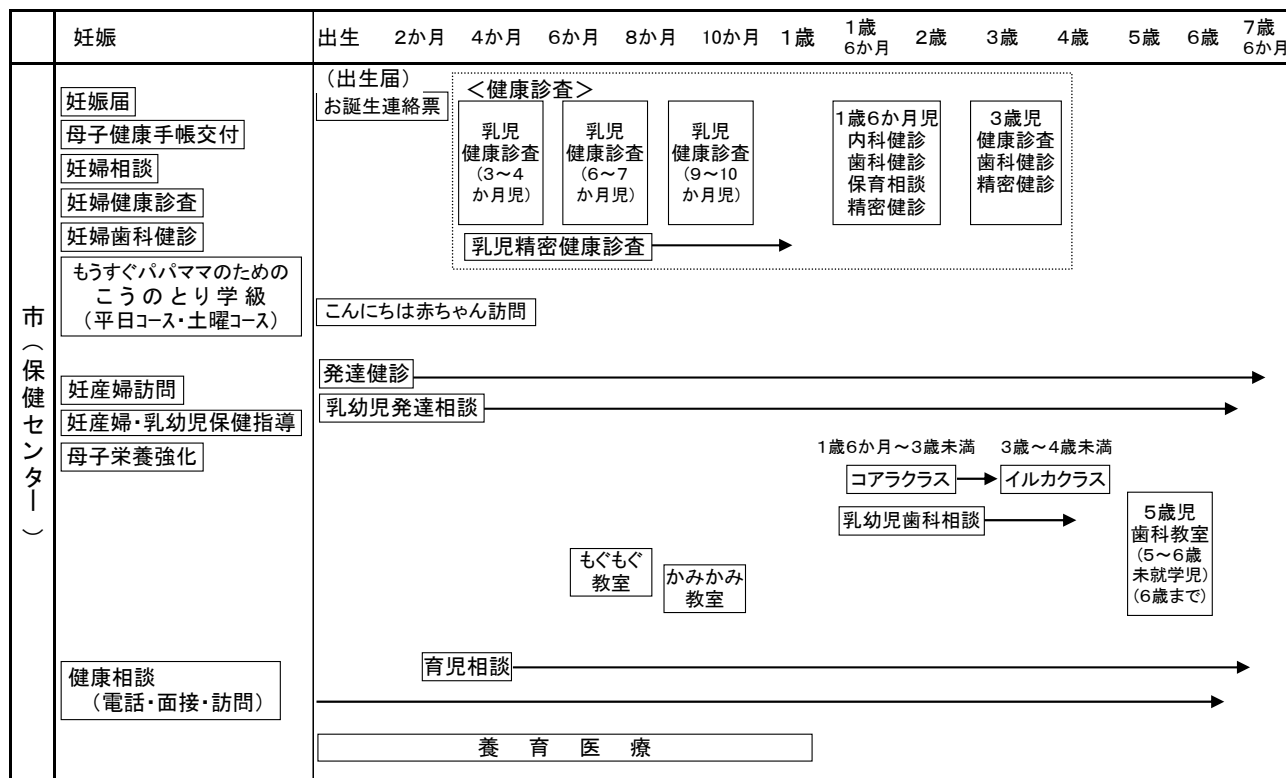 妊娠
出生 2か月 4か月 6か月 8か月 10か月 1歳 1歳6か月 2歳 3歳 4歳 5歳 6歳 7歳6か月
市(保健センター)
妊娠届
母子健康手帳交付
妊婦相談
妊婦健康診査
妊婦歯科健診
もうすぐパパママのための
こうのとり学級
(平日コース・土曜コース)
妊産婦訪問
妊産婦・乳幼児保健指導
母子栄養強化
健康相談
(電話・面接・訪問)
(出生届)
お誕生連絡票
<健康診査>
乳児
健康診査
(3~4
か月児)
乳児
健康診査
(6~7
か月児)
乳児
健康診査
(9~10
か月児)
1歳6か月児
内科健診
歯科健診
保育相談
精密健診
3歳児
健康診査
歯科健診
精密健診
乳児精密健康診査
こんにちは赤ちゃん訪問
発達健診
乳幼児発達相談
1歳6か月~3歳未満 3歳~4歳未満
コアラクラス イルカクラス
乳幼児歯科相談
5歳児
歯科教室
(5~6歳
未就学児)
(6歳まで)
もぐもぐ
教室
かみかみ
教室
育児相談
養育医療